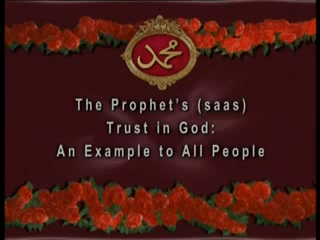 محمد
The Prophet's (saas)
Trust in God:
An Example to All People